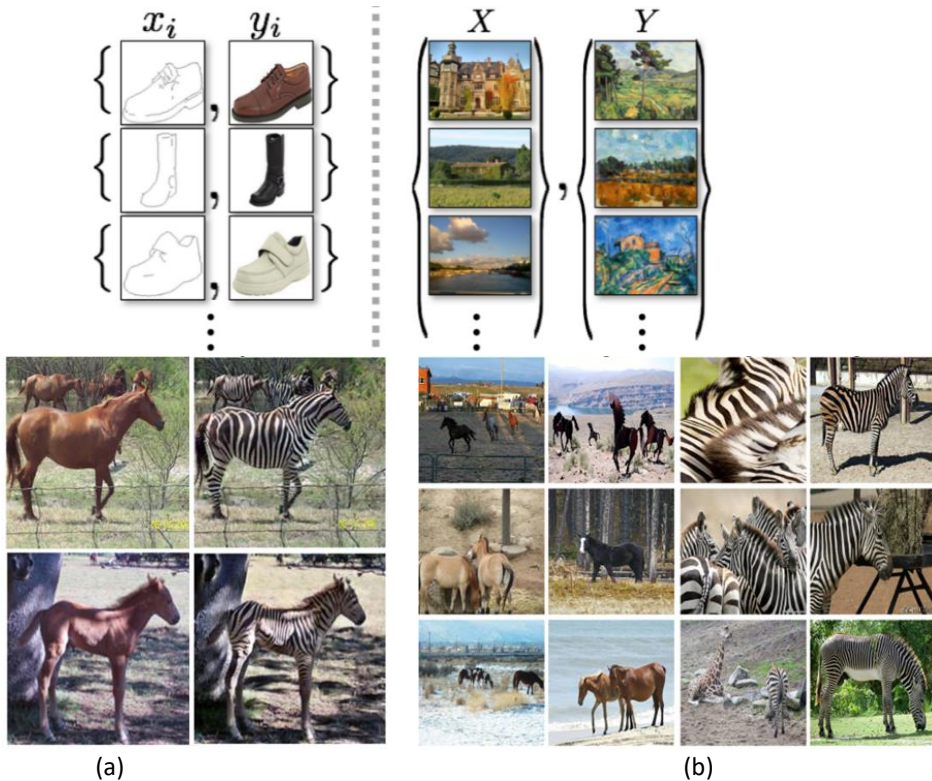 x_i y_i X Y
{ , }
{ , }
{ , }
{ , }
(a) (b)